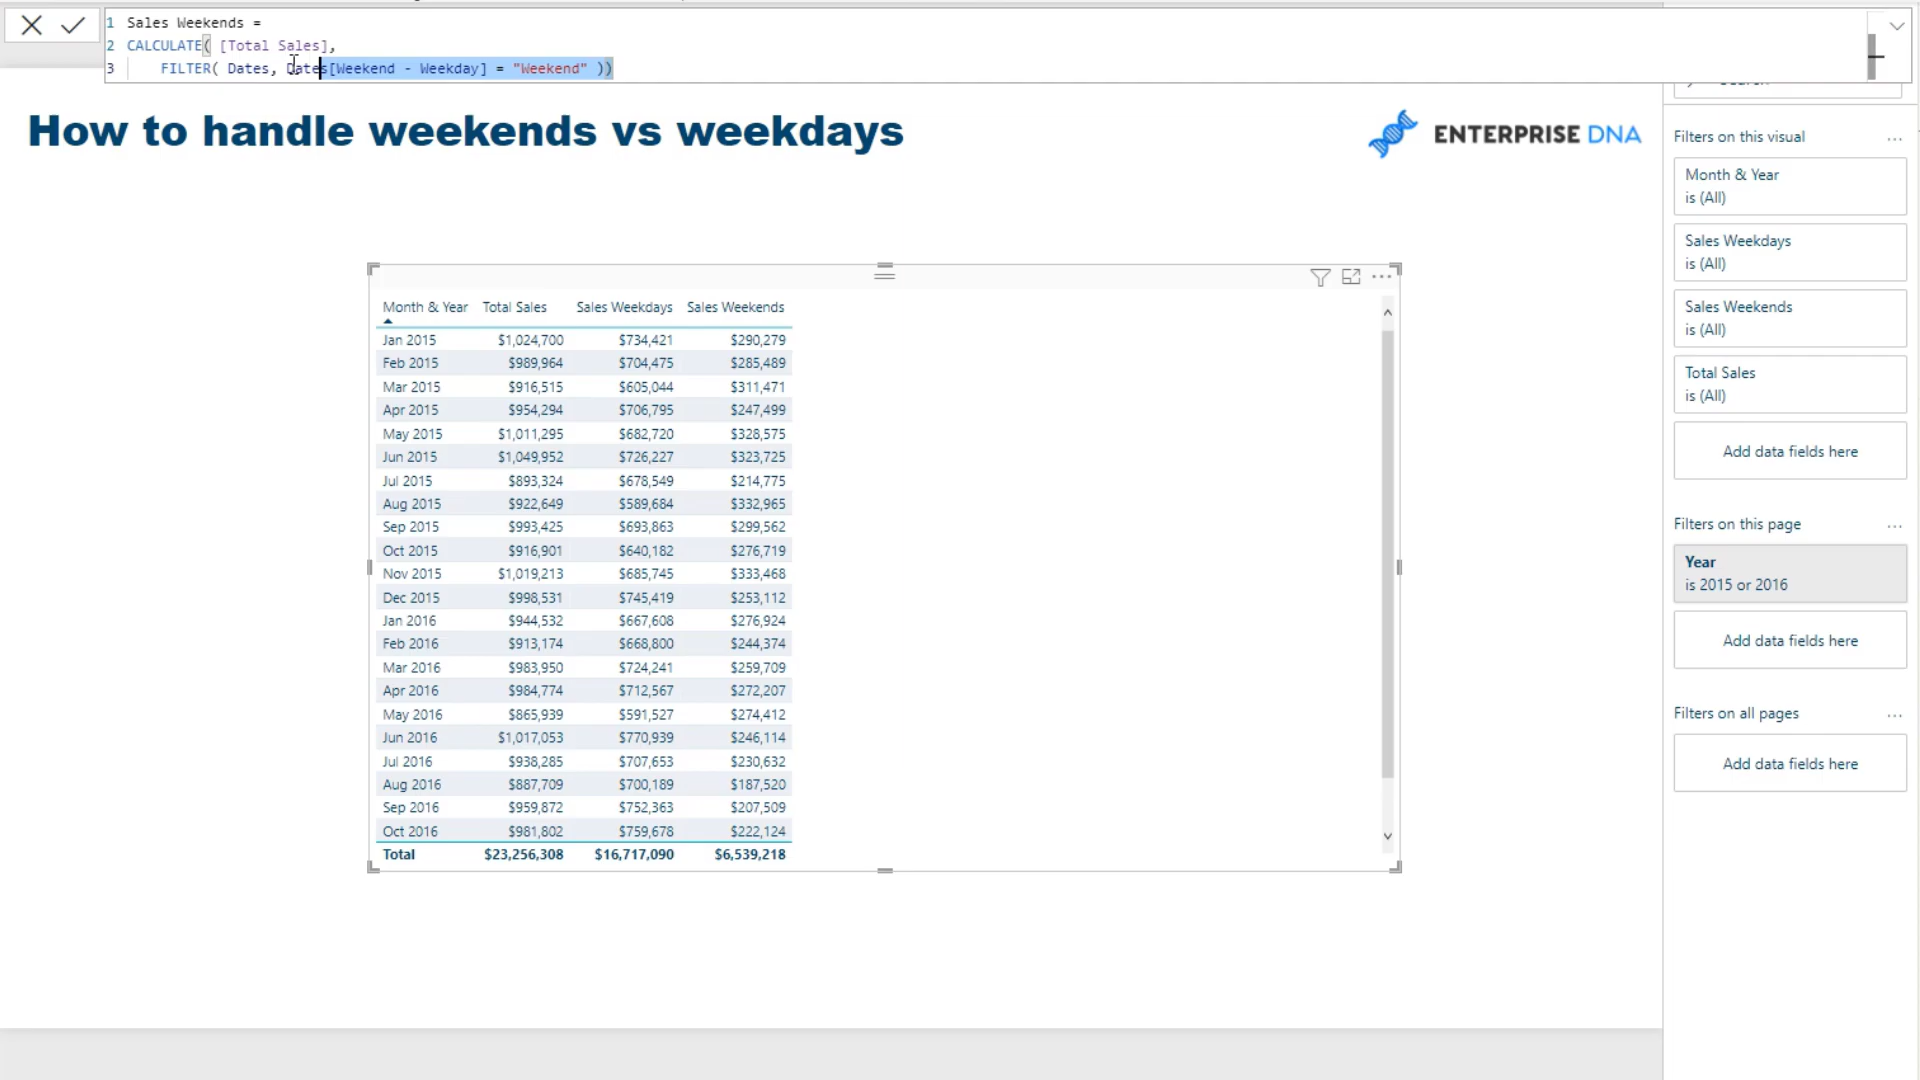 1 Sales Weekends =
2 CALCULATE( [Total Sales],
3 FILTER( Dates, Dates[Weekend - Weekday] = "Weekend" ))
How to handle weekends vs weekdays
ENTERPRISE DNA
Month & Year Total Sales Sales Weekdays Sales Weekends
Jan 2015 $1,024,700 $734,421 $290,279
Feb 2015 $989,964 $704,475 $285,489
Mar 2015 $916,515 $605,044 $311,471
Apr 2015 $954,294 $706,795 $247,499
May 2015 $1,011,295 $682,720 $328,575
Jun 2015 $1,049,952 $726,227 $323,725
Jul 2015 $893,324 $678,549 $214,775
Aug 2015 $922,649 $589,684 $332,965
Sep 2015 $993,425 $693,863 $299,562
Oct 2015 $916,901 $640,182 $276,719
Nov 2015 $1,019,213 $685,745 $333,468
Dec 2015 $998,531 $745,419 $253,112
Jan 2016 $944,532 $667,608 $276,924
Feb 2016 $913,174 $668,800 $244,374
Mar 2016 $983,950 $724,241 $259,709
Apr 2016 $984,774 $712,567 $272,207
May 2016 $865,939 $591,527 $274,412
Jun 2016 $1,017,053 $770,939 $246,114
Jul 2016 $938,285 $707,653 $230,632
Aug 2016 $887,709 $700,189 $187,520
Sep 2016 $959,872 $752,363 $207,509
Oct 2016 $981,802 $759,678 $222,124
Total $23,256,308 $16,717,090 $6,539,218
Filters on this visual ...
Month & Year
is (All)
Sales Weekdays
is (All)
Sales Weekends
is (All)
Total Sales
is (All)
Add data fields here
Filters on this page ...
Year
is 2015 or 2016
Add data fields here
Filters on all pages ...
Add data fields here